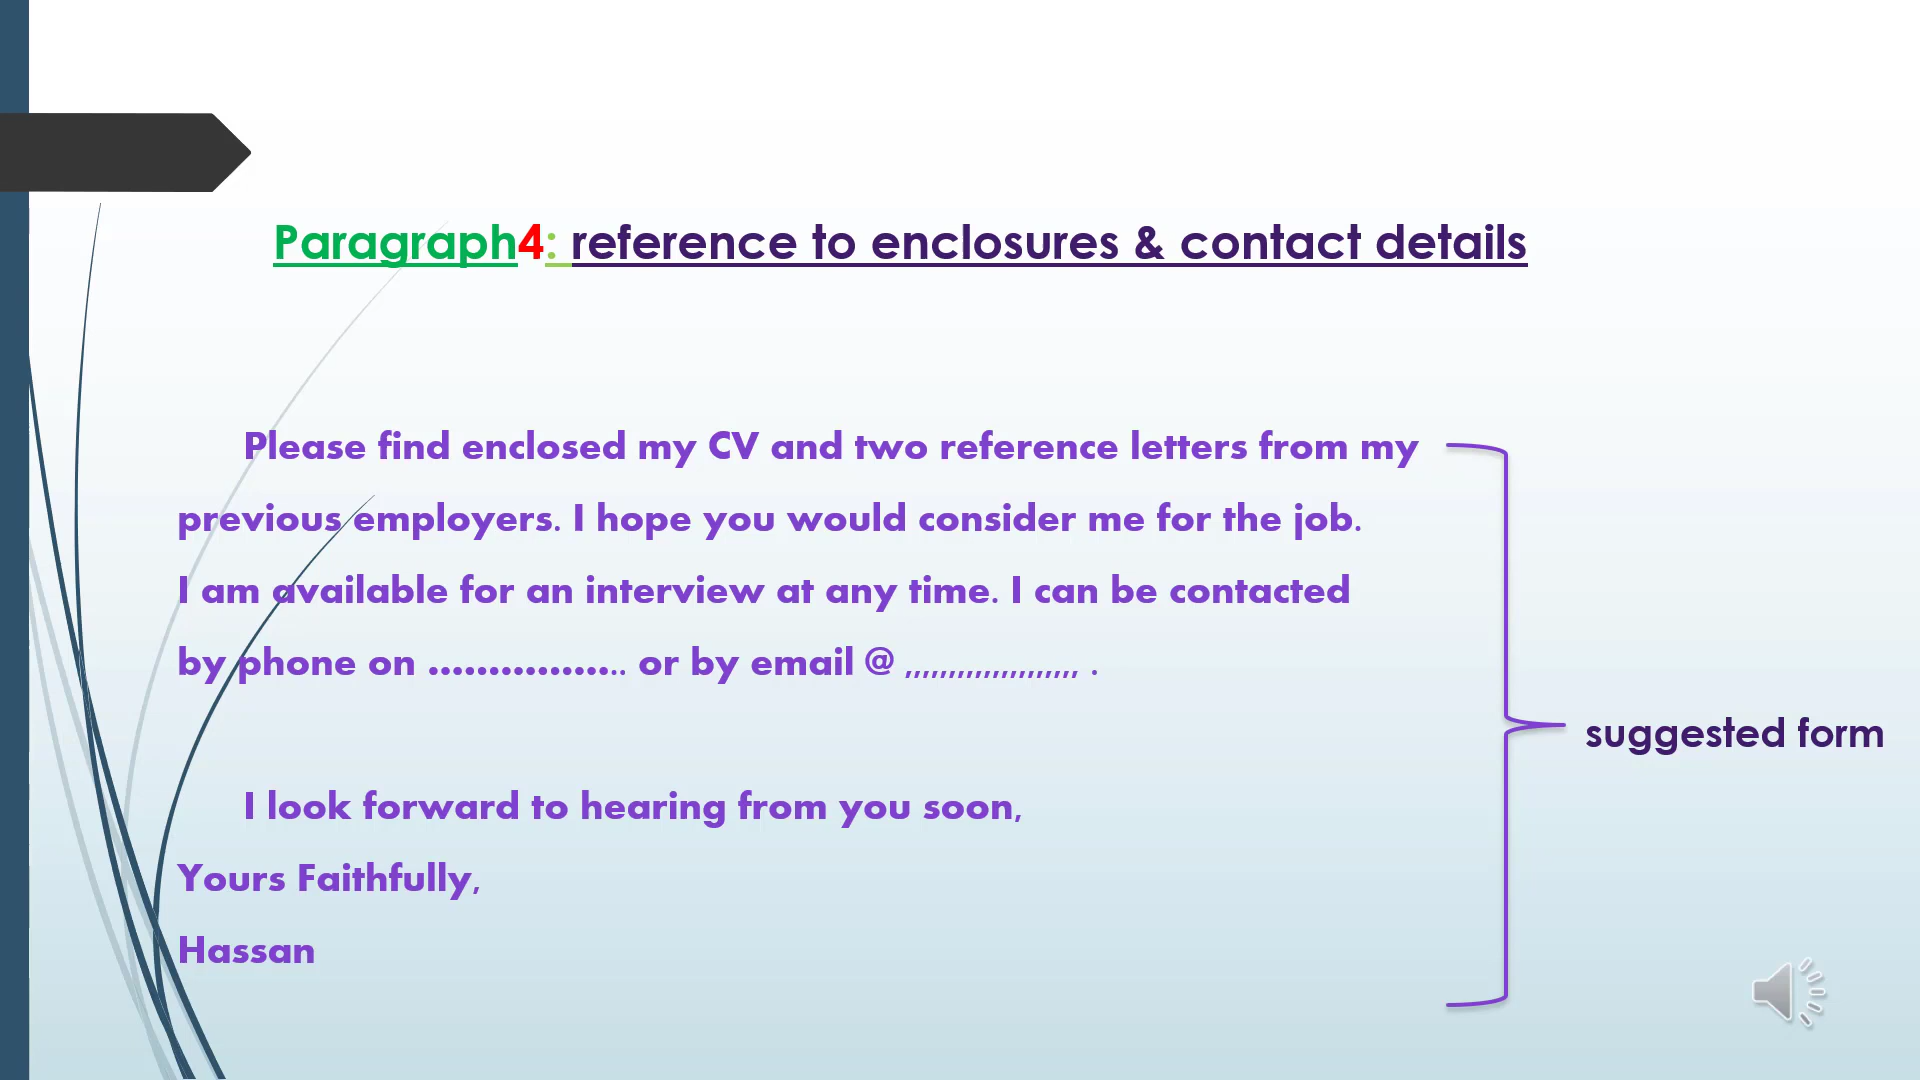 Paragraph4: reference to enclosures & contact details
Please find enclosed my CV and two reference letters from my
previous employers. I hope you would consider me for the job.
I am available for an interview at any time. I can be contacted
by phone on ................. or by email @ ,,,,,,,,,,,,,,,,,,,, .
suggested form
I look forward to hearing from you soon,
Yours Faithfully,
Hassan